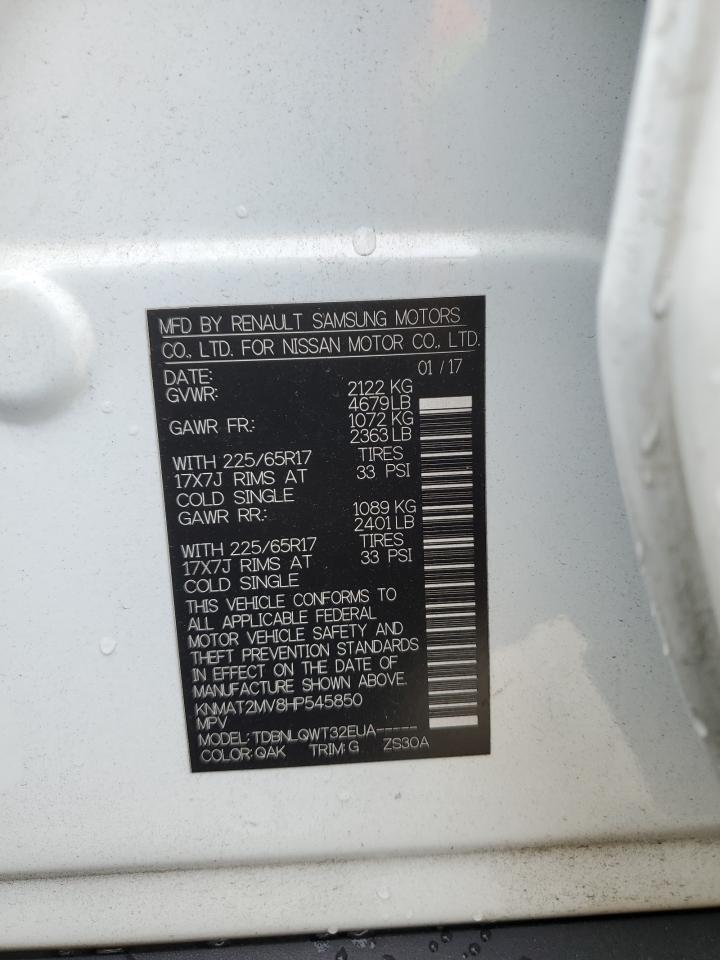 MFD BY RENAULT SAMSUNG MOTORS
CO., LTD. FOR NISSAN MOTOR CO., LTD.
DATE: 01 / 17
GVWR: 2122 KG
4679 LB
GAWR FR: 1072 KG
2363 LB
WITH 225/65R17 TIRES
17X7J RIMS AT 33 PSI
COLD SINGLE
GAWR RR: 1089 KG
2401 LB
WITH 225/65R17 TIRES
17X7J RIMS AT 33 PSI
COLD SINGLE
THIS VEHICLE CONFORMS TO
ALL APPLICABLE FEDERAL
MOTOR VEHICLE SAFETY AND
THEFT PREVENTION STANDARDS
IN EFFECT ON THE DATE OF
MANUFACTURE SHOWN ABOVE.
KNMAT2MV8HP545850
MPV
MODEL: TDBNLQWT32EUA-----
COLOR: QAK TRIM: G ZS30A